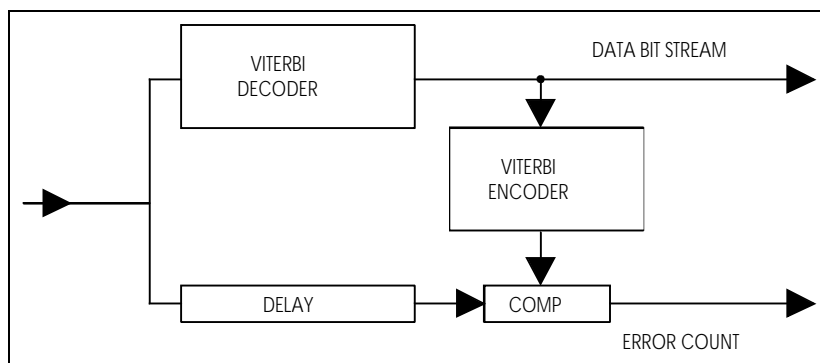 VITERBI
DECODER
DATA BIT STREAM
VITERBI
ENCODER
DELAY
COMP
ERROR COUNT